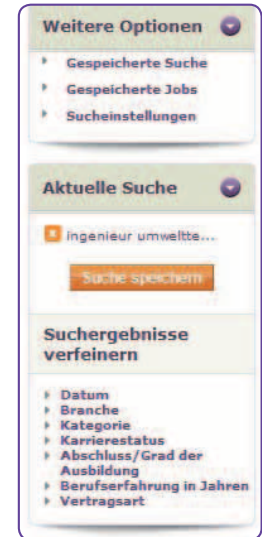 Weitere Optionen
Gespeicherte Suche
Gespeicherte Jobs
Sucheinstellungen
Aktuelle Suche
ingenieur umweltte...
Suche speichern
Suchergebnisse
verfeinern
Datum
Branche
Kategorie
Karrierestatus
Abschluss/Grad der
Ausbildung
Berufserfahrung in Jahren
Vertragsart